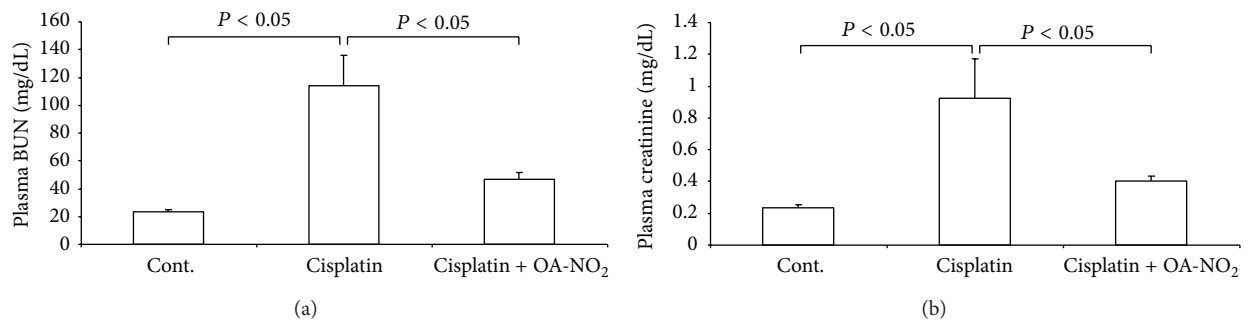 160
140
120
100
80
60
40
20
0
Plasma BUN (mg/dL)
P < 0.05
P < 0.05
Cont.
Cisplatin
Cisplatin + OA-NO₂
(a)
1.4
1.2
1
0.8
0.6
0.4
0.2
0
Plasma creatinine (mg/dL)
P < 0.05
P < 0.05
Cont.
Cisplatin
Cisplatin + OA-NO₂
(b)